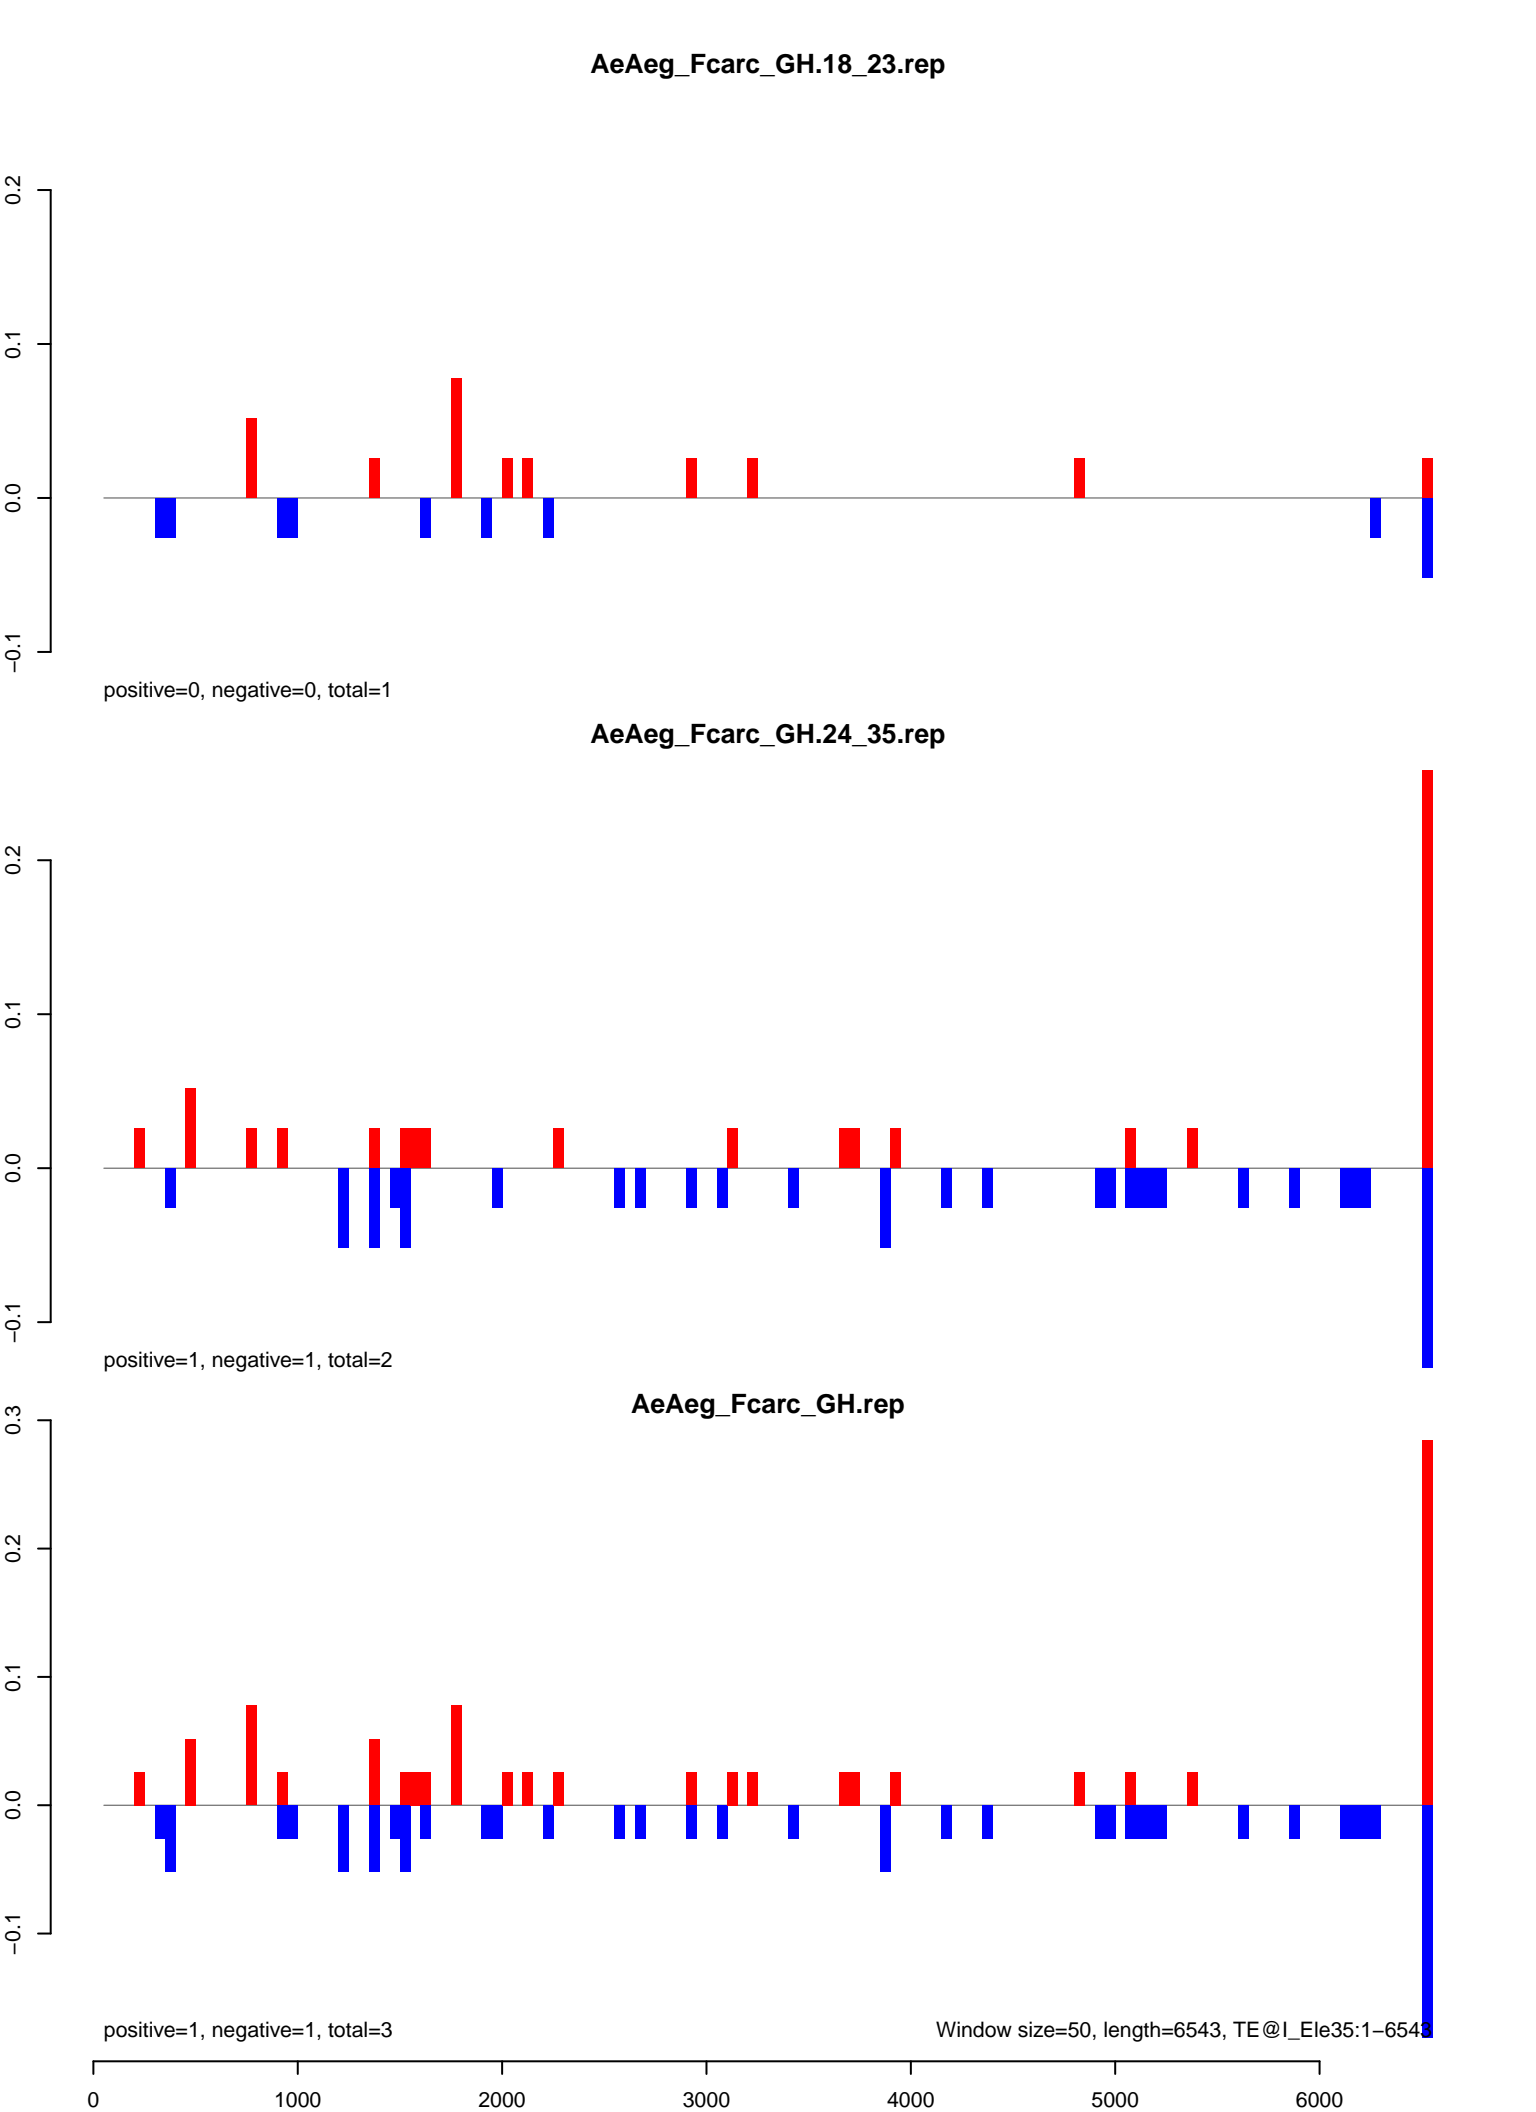 AeAeg_Fcarc_GH.18_23.rep
0.2
0.1
0.0
−0.1
positive=0, negative=0, total=1
AeAeg_Fcarc_GH.24_35.rep
0.2
0.1
0.0
−0.1
positive=1, negative=1, total=2
AeAeg_Fcarc_GH.rep
0.3
0.2
0.1
0.0
−0.1
positive=1, negative=1, total=3 Window size=50, length=6543, TE@I_Ele35:1−6543
0 1000 2000 3000 4000 5000 6000